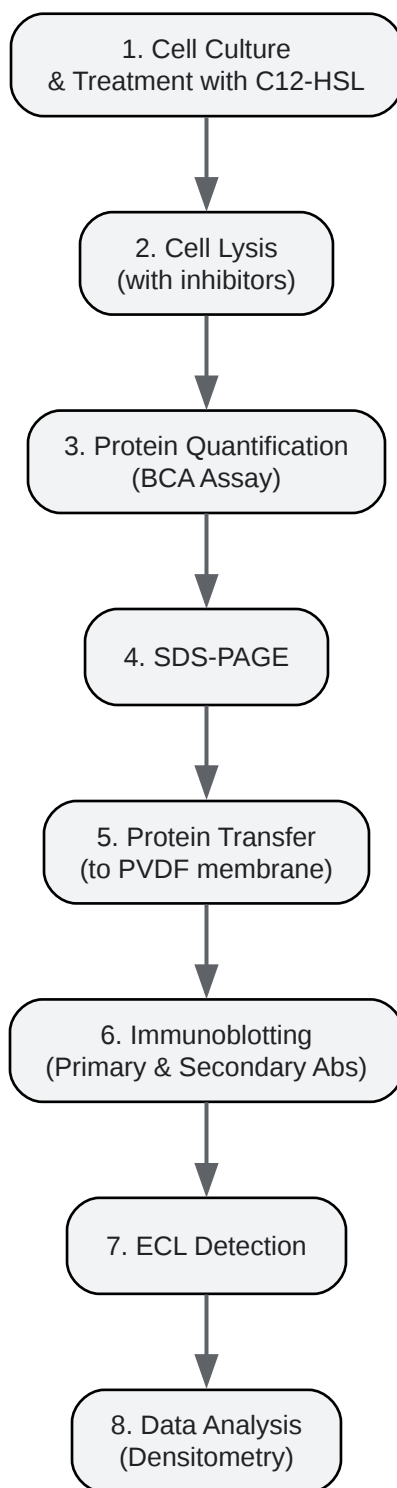 1. Cell Culture
& Treatment with C12-HSL
2. Cell Lysis
(with inhibitors)
3. Protein Quantification
(BCA Assay)
4. SDS-PAGE
5. Protein Transfer
(to PVDF membrane)
6. Immunoblotting
(Primary & Secondary Abs)
7. ECL Detection
8. Data Analysis
(Densitometry)